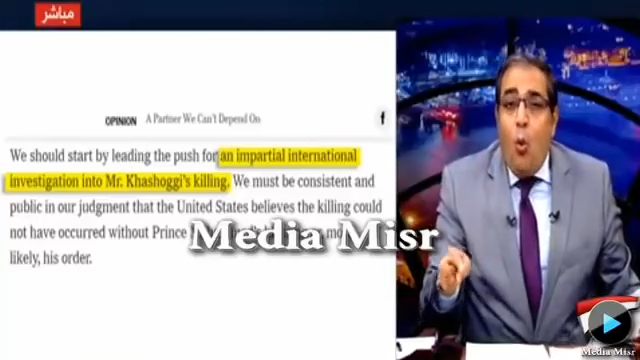 مباشر
OPINION A Partner We Can't Depend On
f
We should start by leading the push for an impartial international
investigation into Mr. Khashoggi's killing. We must be consistent and
public in our judgment that the United States believes the killing could
not have occurred without Prince
likely, his order.
Media Misr
Media Misr